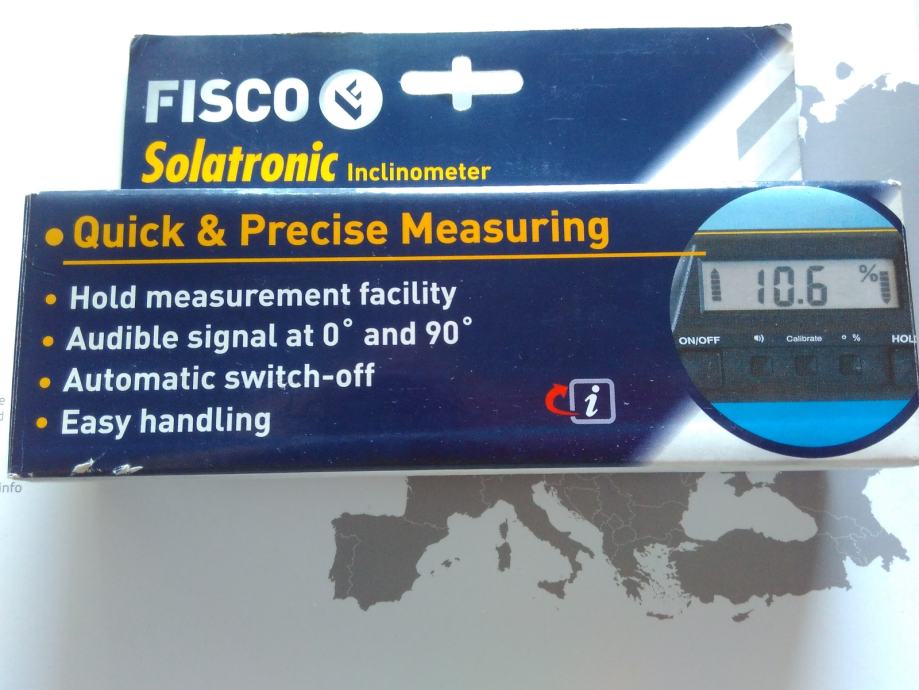 FISCO
Solatronic Inclinometer
• Quick & Precise Measuring
• Hold measurement facility
• Audible signal at 0° and 90°
• Automatic switch-off
• Easy handling
i
10.6 %
ON/OFF Calibrate ° % HOL
info